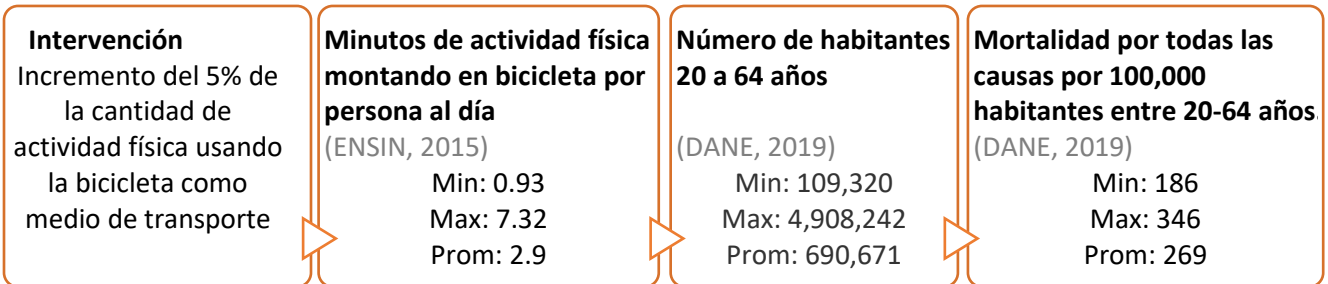 Intervención
Incremento del 5% de
la cantidad de
actividad física usando
la bicicleta como
medio de transporte
Minutos de actividad física
montando en bicicleta por
persona al día
(ENSIN, 2015)
Min: 0.93
Max: 7.32
Prom: 2.9
Número de habitantes
20 a 64 años
(DANE, 2019)
Min: 109,320
Max: 4,908,242
Prom: 690,671
Mortalidad por todas las
causas por 100,000
habitantes entre 20-64 años.
(DANE, 2019)
Min: 186
Max: 346
Prom: 269